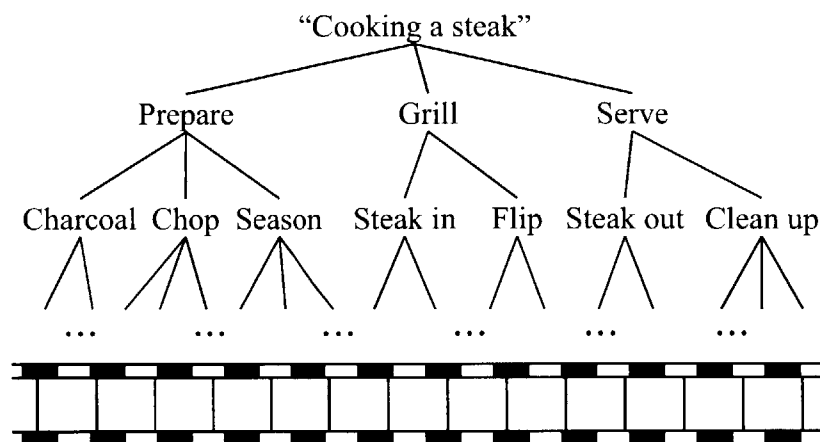 “Cooking a steak”
Prepare Grill Serve
Charcoal Chop Season Steak in Flip Steak out Clean up
... ... ... ... ... ...